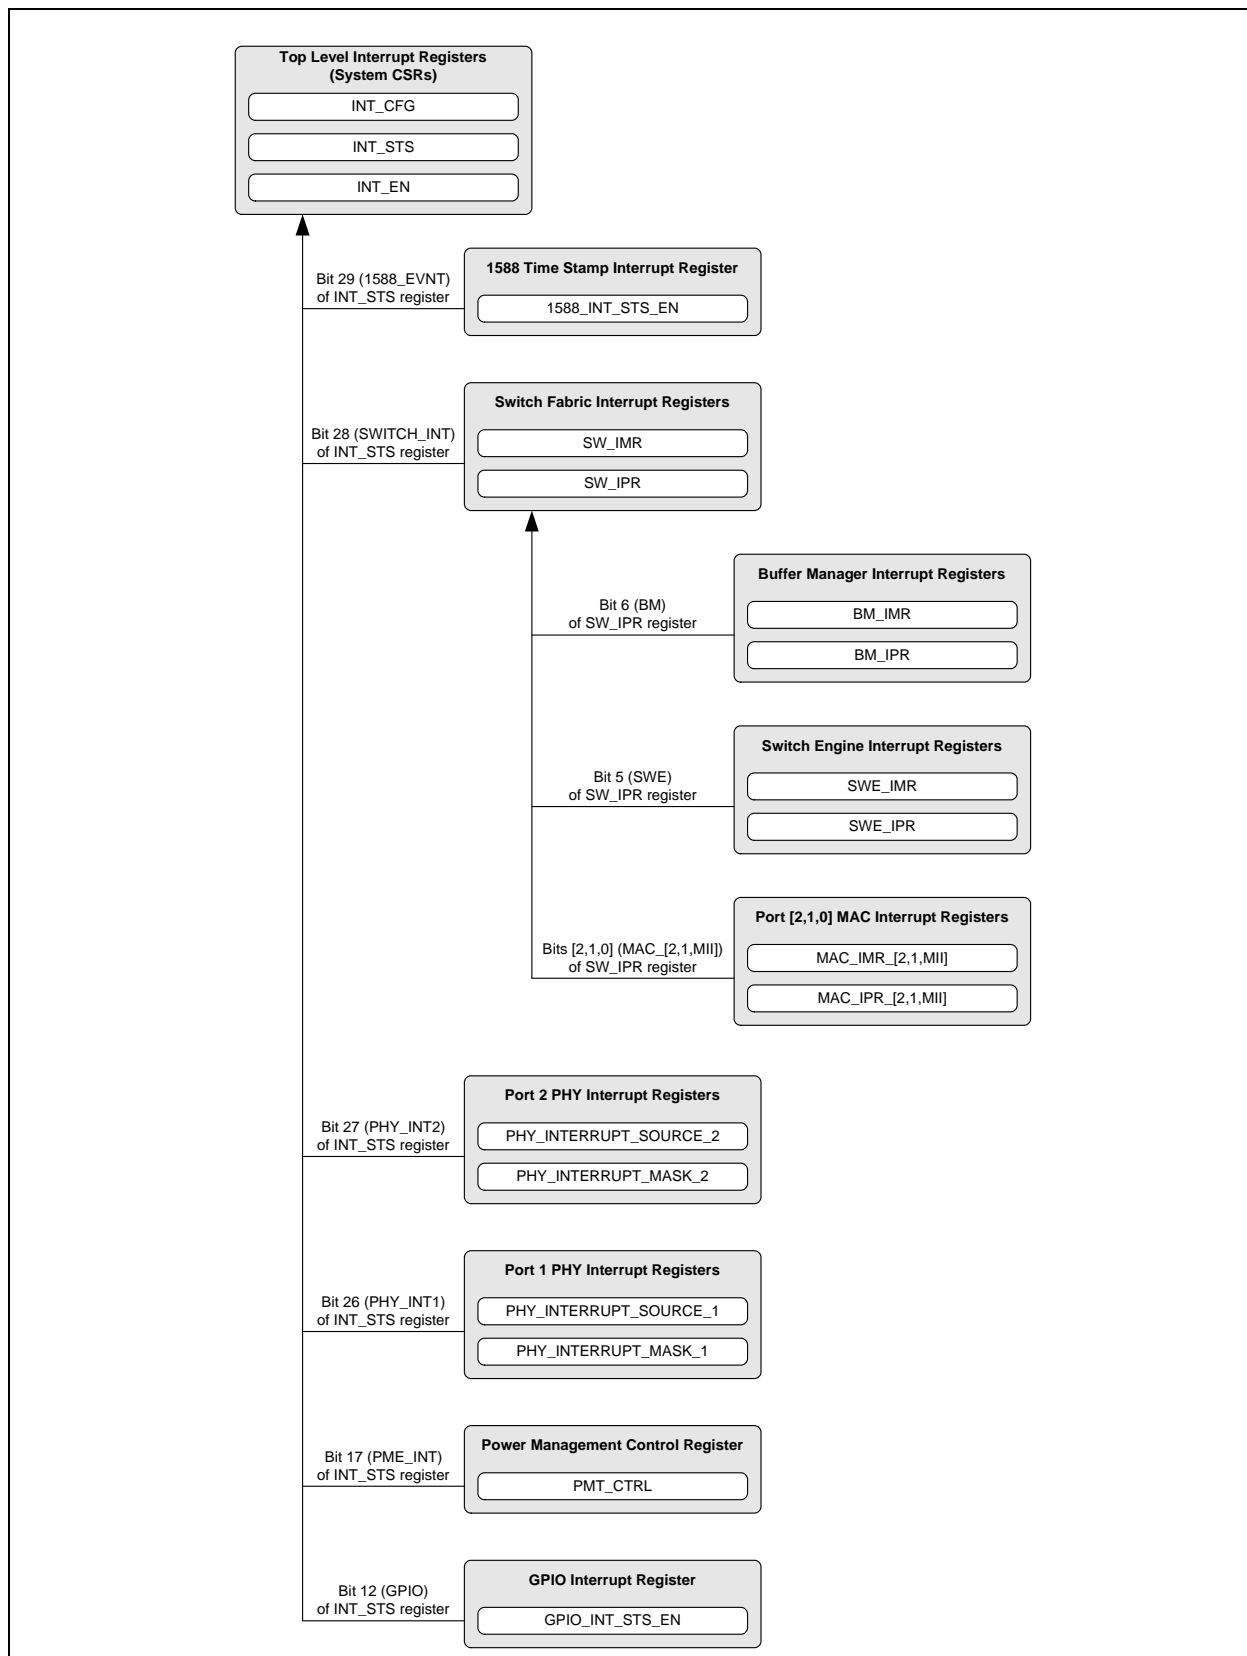 Top Level Interrupt Registers
(System CSRs)
INT_CFG
INT_STS
INT_EN
Bit 29 (1588_EVNT)
of INT_STS register
1588 Time Stamp Interrupt Register
1588_INT_STS_EN
Bit 28 (SWITCH_INT)
of INT_STS register
Switch Fabric Interrupt Registers
SW_IMR
SW_IPR
Bit 6 (BM)
of SW_IPR register
Buffer Manager Interrupt Registers
BM_IMR
BM_IPR
Bit 5 (SWE)
of SW_IPR register
Switch Engine Interrupt Registers
SWE_IMR
SWE_IPR
Bits [2,1,0] (MAC_[2,1,MII])
of SW_IPR register
Port [2,1,0] MAC Interrupt Registers
MAC_IMR_[2,1,MII]
MAC_IPR_[2,1,MII]
Bit 27 (PHY_INT2)
of INT_STS register
Port 2 PHY Interrupt Registers
PHY_INTERRUPT_SOURCE_2
PHY_INTERRUPT_MASK_2
Bit 26 (PHY_INT1)
of INT_STS register
Port 1 PHY Interrupt Registers
PHY_INTERRUPT_SOURCE_1
PHY_INTERRUPT_MASK_1
Bit 17 (PME_INT)
of INT_STS register
Power Management Control Register
PMT_CTRL
Bit 12 (GPIO)
of INT_STS register
GPIO Interrupt Register
GPIO_INT_STS_EN